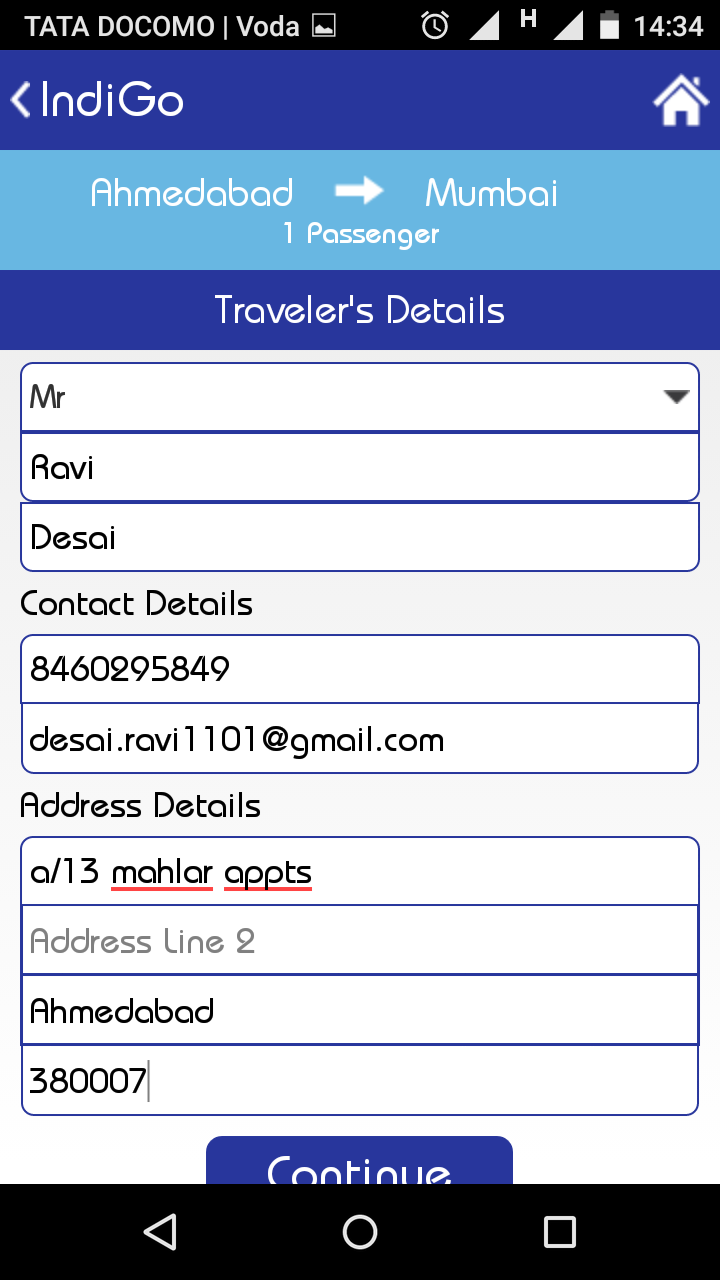 TATA DOCOMO | Voda H 14:34
IndiGo
Ahmedabad Mumbai
1 Passenger
Traveler's Details
Mr
Ravi
Desai
Contact Details
8460295849
desai.ravi1101@gmail.com
Address Details
a/13 mahlar appts
Address Line 2
Ahmedabad
380007
Continue